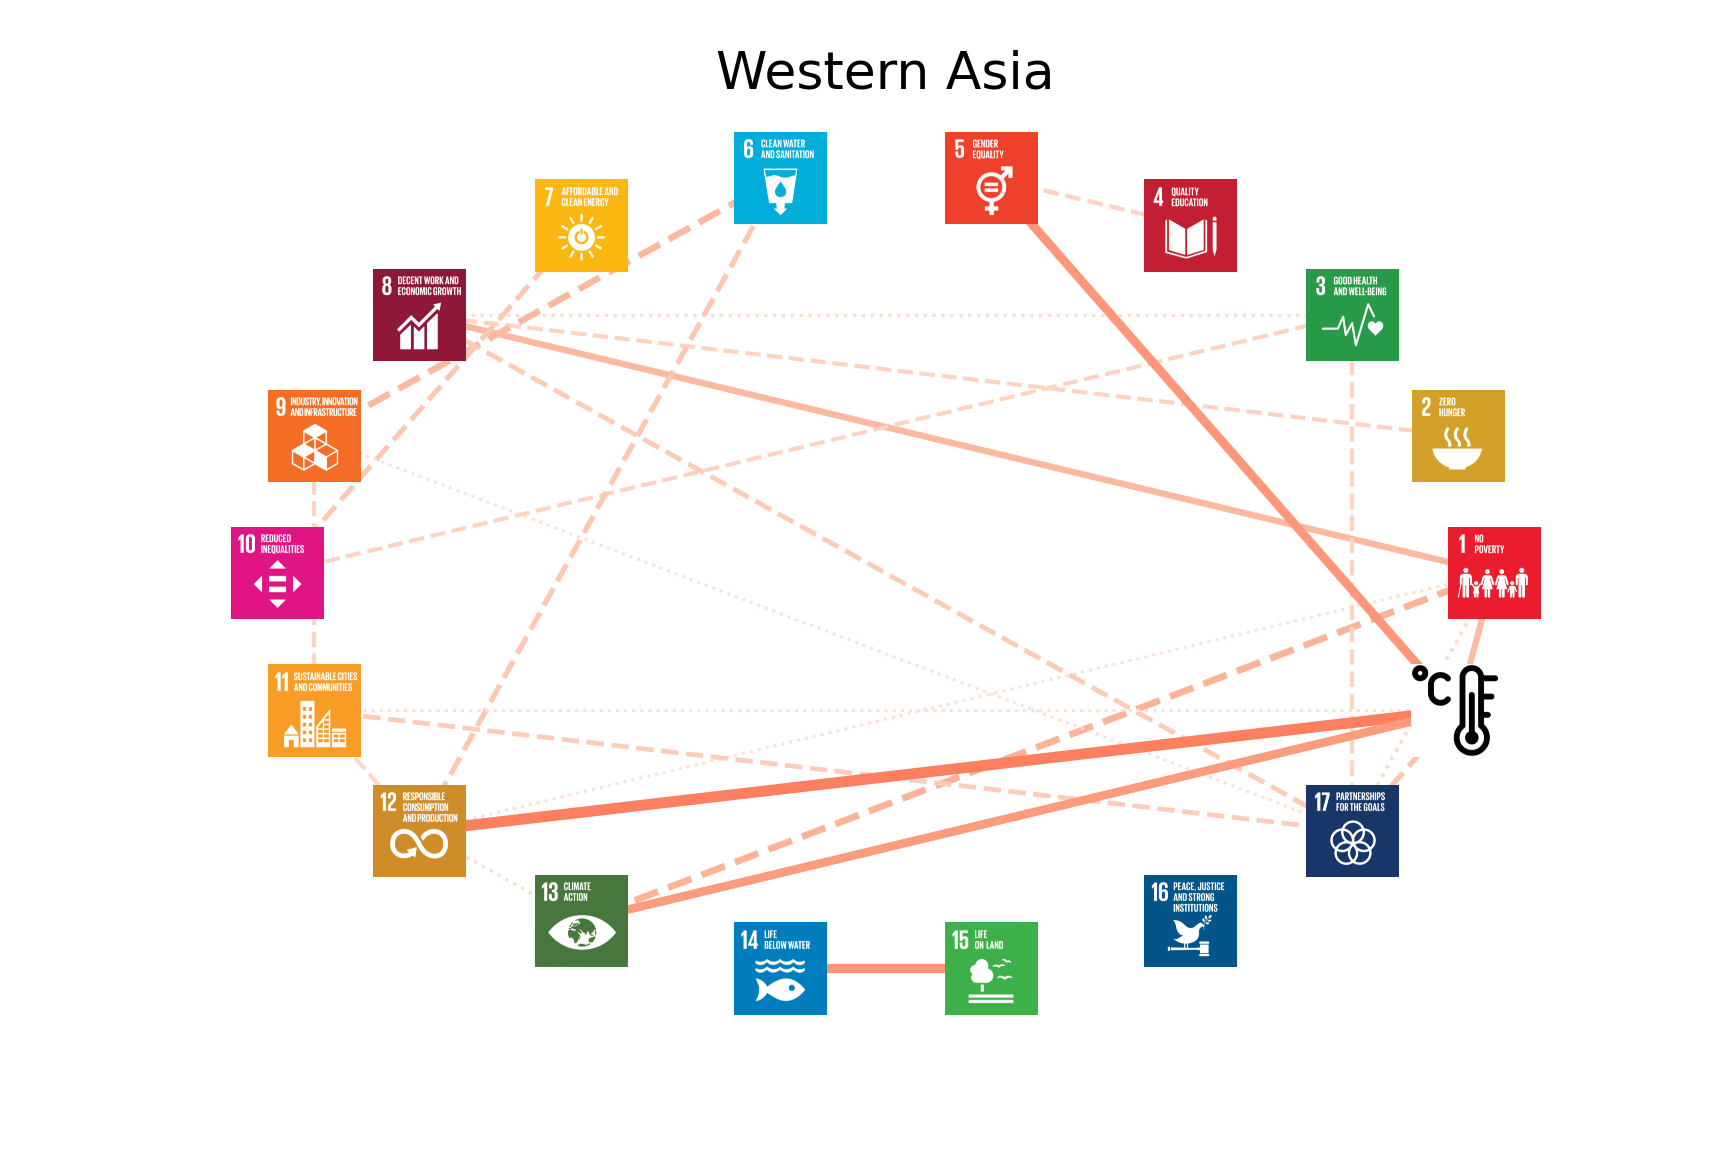 Western Asia
6 CLEAN WATER
AND SANITATION
5 GENDER
EQUALITY
7 AFFORDABLE AND
CLEAN ENERGY
4 QUALITY
EDUCATION
8 DECENT WORK AND
ECONOMIC GROWTH
3 GOOD HEALTH
AND WELL-BEING
9 INDUSTRY, INNOVATION
AND INFRASTRUCTURE
2 ZERO
HUNGER
10 REDUCED
INEQUALITIES
1 NO
POVERTY
11 SUSTAINABLE CITIES
AND COMMUNITIES
°C
12 RESPONSIBLE
CONSUMPTION
AND PRODUCTION
17 PARTNERSHIPS
FOR THE GOALS
13 CLIMATE
ACTION
16 PEACE, JUSTICE
AND STRONG
INSTITUTIONS
14 LIFE
BELOW WATER
15 LIFE
ON LAND